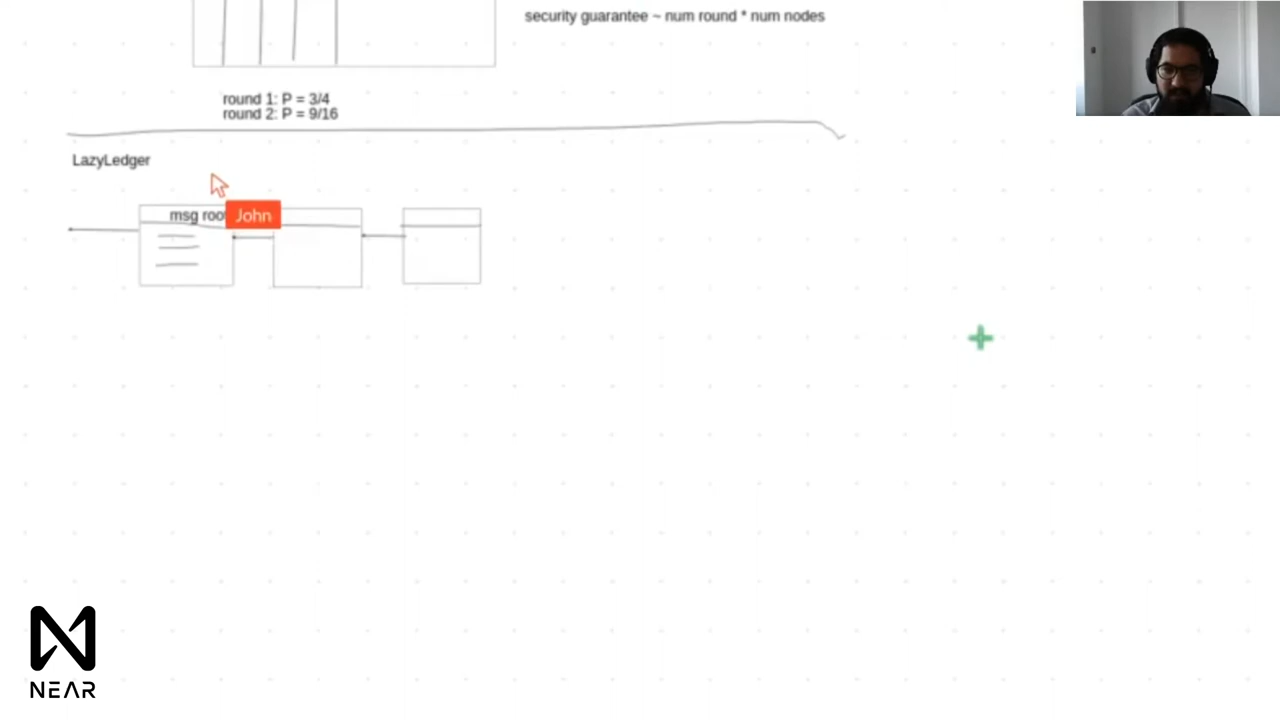 security guarantee ~ num round * num nodes
round 1: P = 3/4
round 2: P = 9/16
LazyLedger
msg roo
John
NEAR